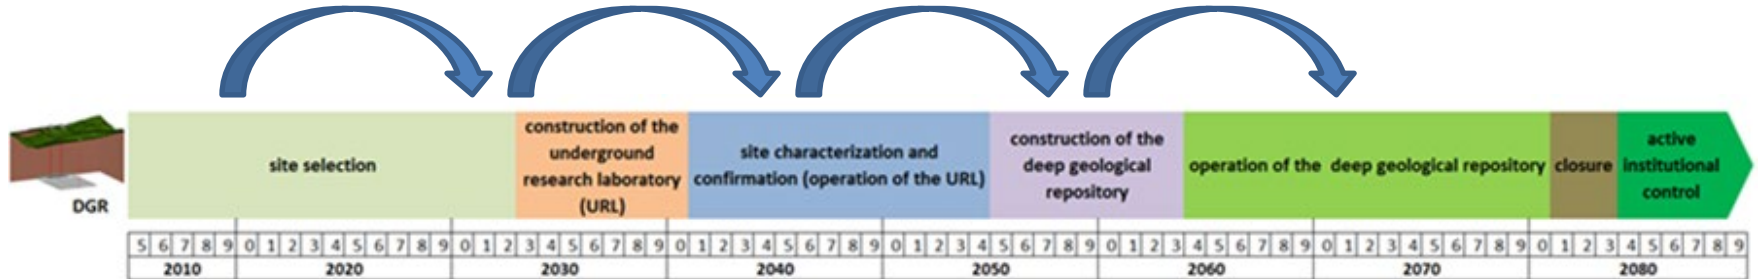 DGR
site selection
construction of the
underground
research laboratory
(URL)
site characterization and
confirmation (operation of the URL)
construction of the
deep geological
repository
operation of the deep geological repository
closure
active
institutional
control
5 6 7 8 9 0 1 2 3 4 5 6 7 8 9 0 1 2 3 4 5 6 7 8 9 0 1 2 3 4 5 6 7 8 9 0 1 2 3 4 5 6 7 8 9 0 1 2 3 4 5 6 7 8 9 0 1 2 3 4 5 6 7 8 9 0 1 2 3 4 5 6 7 8 9
2010 2020 2030 2040 2050 2060 2070 2080